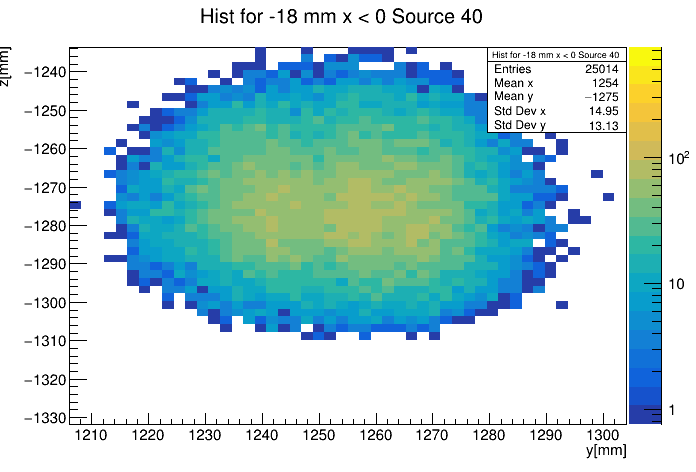 Hist for -18 mm x < 0 Source 40
z[mm]
Hist for -18 mm x < 0 Source 40
Entries 25014
Mean x 1254
Mean y −1275
Std Dev x 14.95
Std Dev y 13.13
−1240
−1250
−1260
−1270
−1280
−1290
−1300
−1310
−1320
−1330
1210 1220 1230 1240 1250 1260 1270 1280 1290 1300
y[mm]
10²
10
1